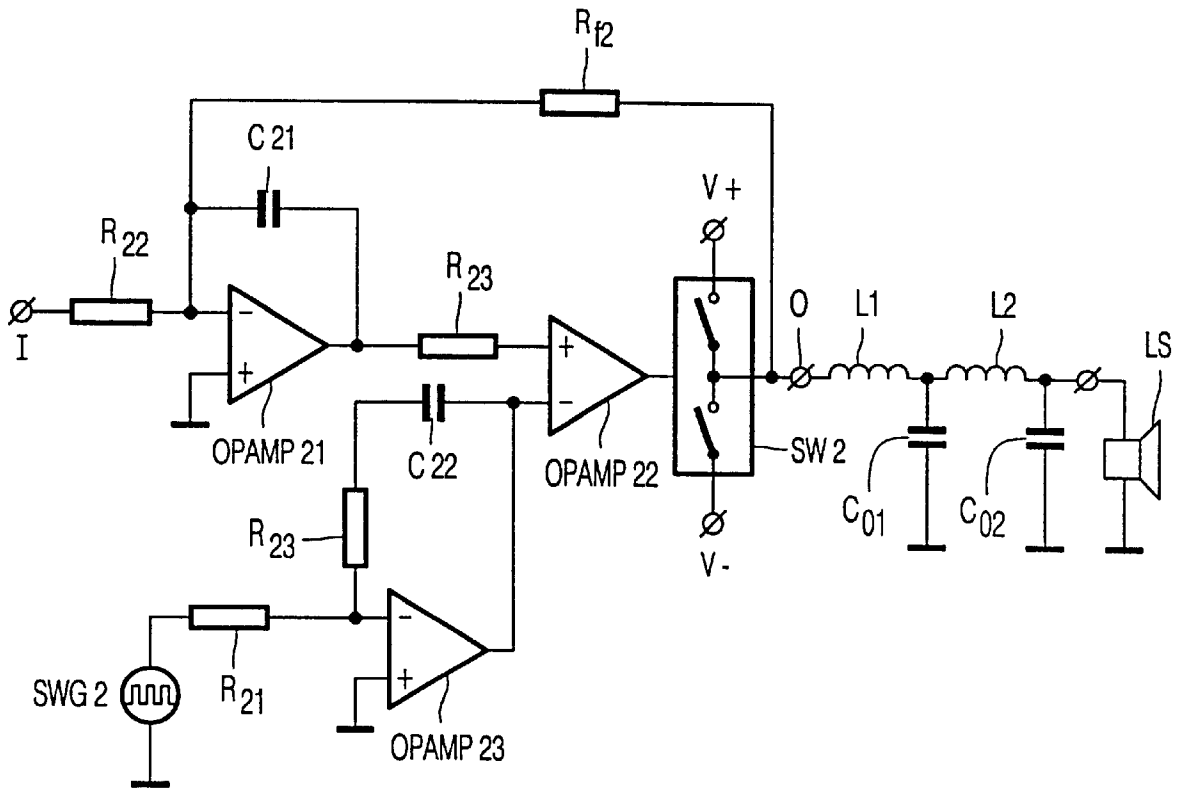 Rf2
C 21
V +
R22
R23
O
L1
L2
LS
I
−
+
+
−
OPAMP 21
C 22
OPAMP 22
SW 2
C01
C02
R23
V -
−
+
SWG 2
R21
OPAMP 23